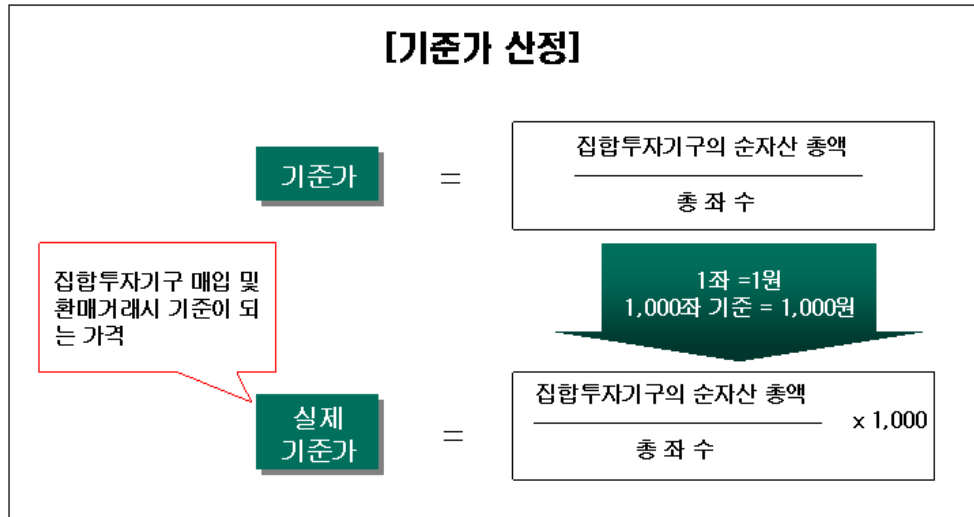 [기준가 산정]
기준가
=
집합투자기구의 순자산 총액
총 좌 수
집합투자기구 매입 및
환매거래시 기준이 되
는 가격
1좌 =1원
1,000좌 기준 = 1,000원
실제
기준가
=
집합투자기구의 순자산 총액
총 좌 수
x 1,000